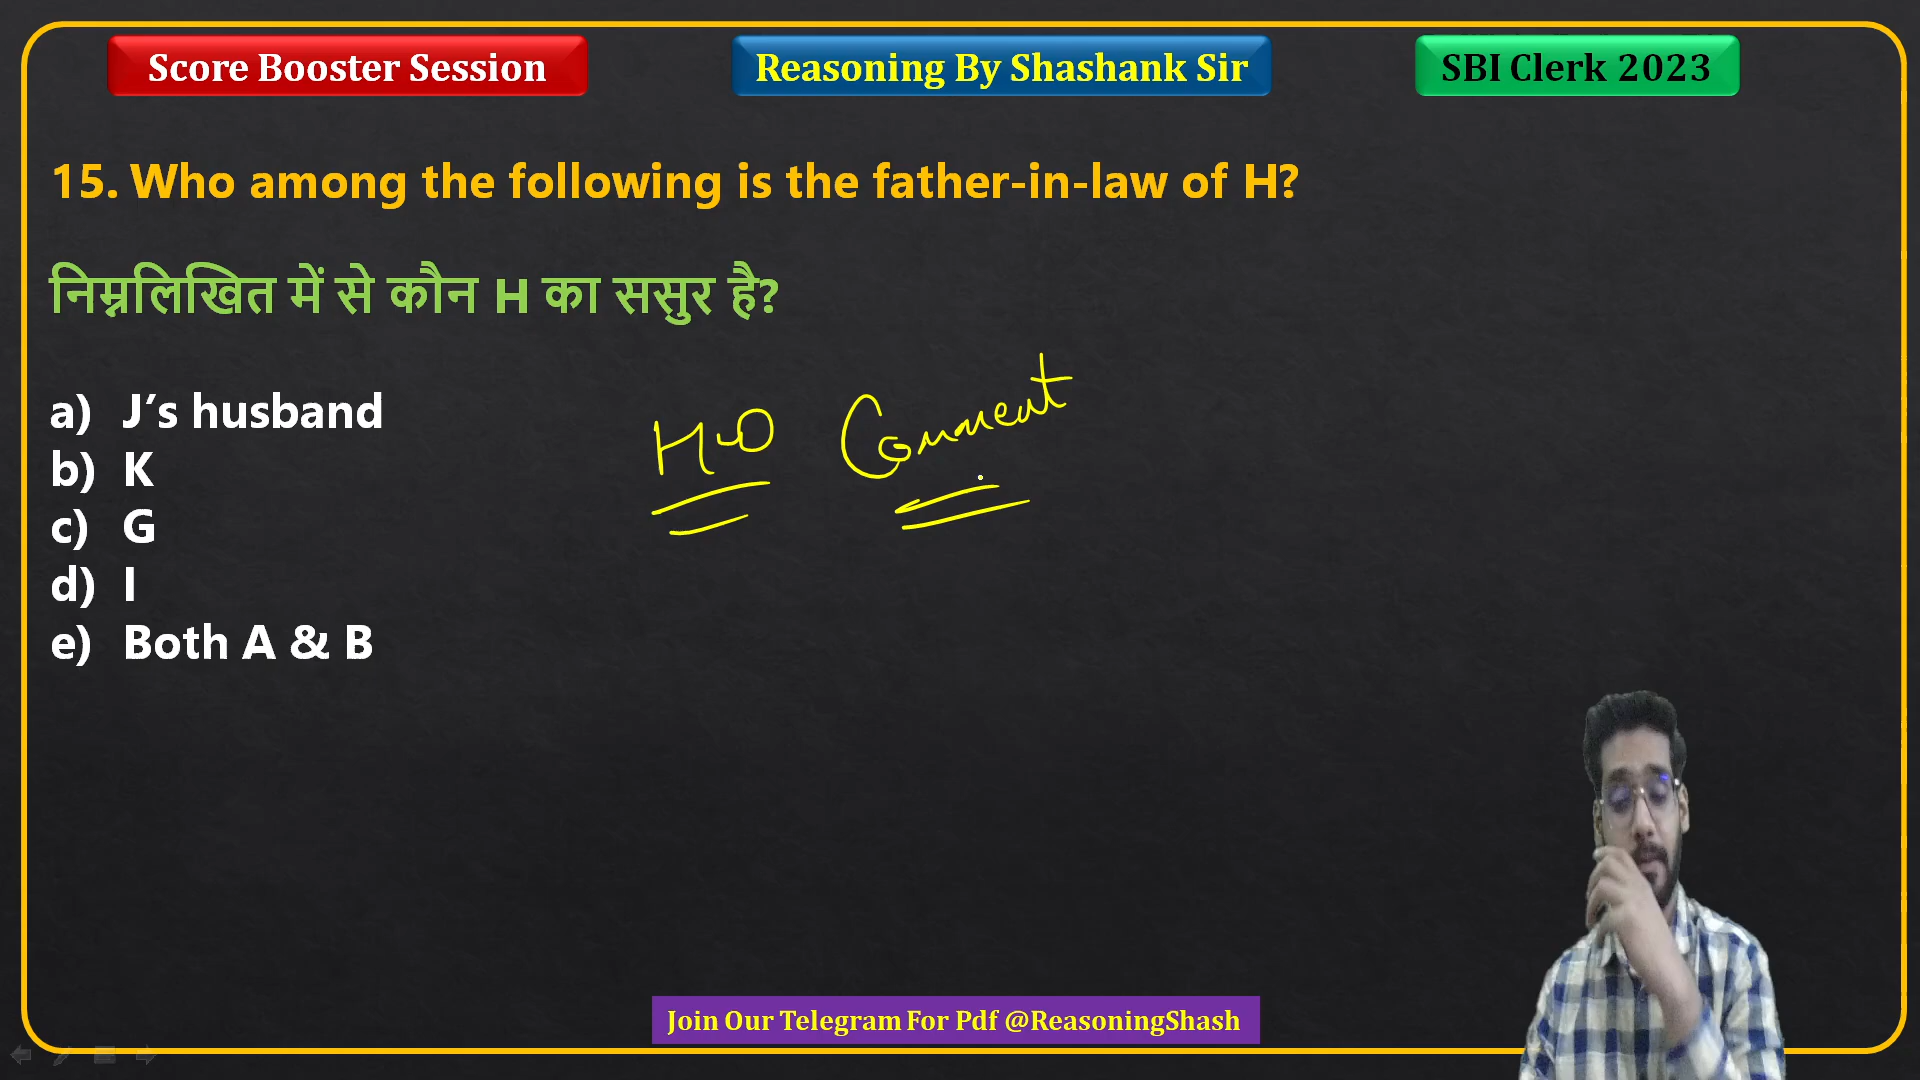 Score Booster Session
Reasoning By Shashank Sir
SBI Clerk 2023
15. Who among the following is the father-in-law of H?
निम्नलिखित में से कौन H का ससुर है?
a) J’s husband
b) K
c) G
d) I
e) Both A & B
H.O Comment
Join Our Telegram For Pdf @ReasoningShash